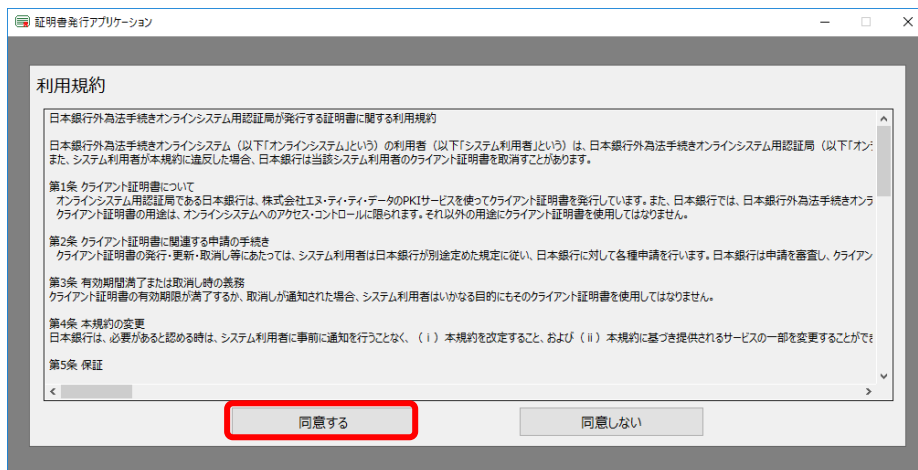 証明書発行アプリケーション
利用規約
日本銀行外為法手続きオンラインシステム用認証局が発行する証明書に関する利用規約
日本銀行外為法手続きオンラインシステム（以下「オンラインシステム」という）の利用者（以下「システム利用者」という）は、日本銀行外為法手続きオンラインシステム用認証局（以下「オン
また、システム利用者が本規約に違反した場合、日本銀行は当該システム利用者のクライアント証明書を取消すことがあります。
第1条 クライアント証明書について
オンラインシステム用認証局である日本銀行は、株式会社エヌ・ティ・ティ・データのPKIサービスを使ってクライアント証明書を発行しています。また、日本銀行では、日本銀行外為法手続きオンラ
クライアント証明書の用途は、オンラインシステムへのアクセス・コントロールに限られます。それ以外の用途にクライアント証明書を使用してはなりません。
第2条 クライアント証明書に関連する申請の手続き
クライアント証明書の発行・更新・取消し等にあたっては、システム利用者は日本銀行が別途定めた規定に従い、日本銀行に対して各種申請を行います。日本銀行は申請を審査し、クライアン
第3条 有効期間満了または取消し時の義務
クライアント証明書の有効期限が満了するか、取消しが通知された場合、システム利用者はいかなる目的にもそのクライアント証明書を使用してはなりません。
第4条 本規約の変更
日本銀行は、必要があると認める時は、システム利用者に事前に通知を行うことなく、（ⅰ）本規約を改定すること、および（ⅱ）本規約に基づき提供されるサービスの一部を変更することがで
第5条 保証
同意する
同意しない